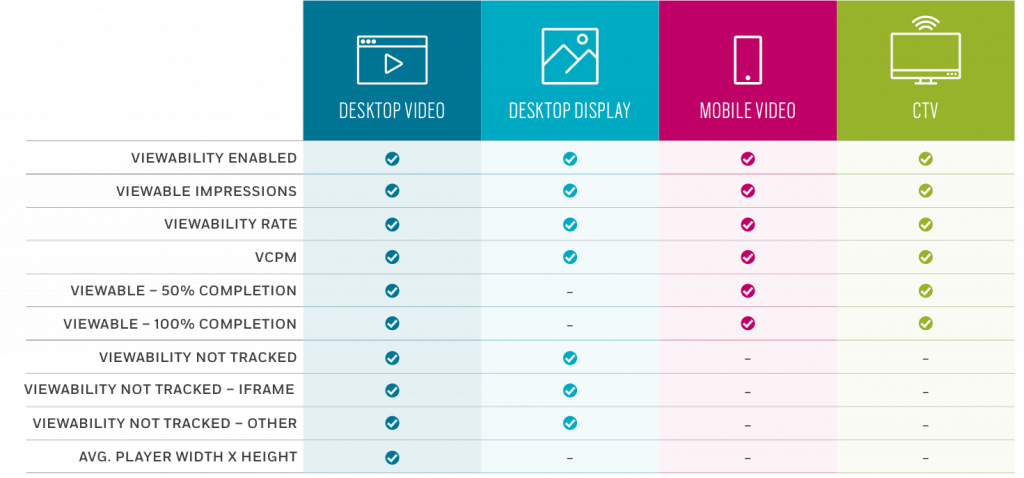 DESKTOP VIDEO
DESKTOP DISPLAY
MOBILE VIDEO
CTV
VIEWABILITY ENABLED
VIEWABLE IMPRESSIONS
VIEWABILITY RATE
VCPM
VIEWABLE – 50% COMPLETION
–
VIEWABLE – 100% COMPLETION
–
VIEWABILITY NOT TRACKED
– –
VIEWABILITY NOT TRACKED – IFRAME
– –
VIEWABILITY NOT TRACKED – OTHER
– –
AVG. PLAYER WIDTH X HEIGHT
– – –